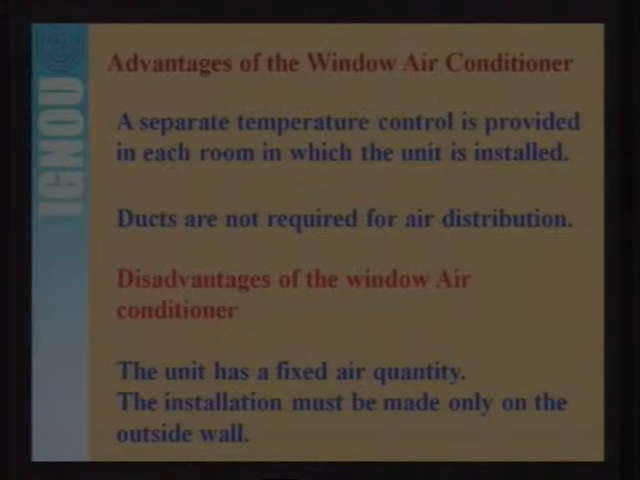 IGNOU
Advantages of the Window Air Conditioner
A separate temperature control is provided
in each room in which the unit is installed.
Ducts are not required for air distribution.
Disadvantages of the window Air
conditioner
The unit has a fixed air quantity.
The installation must be made only on the
outside wall.